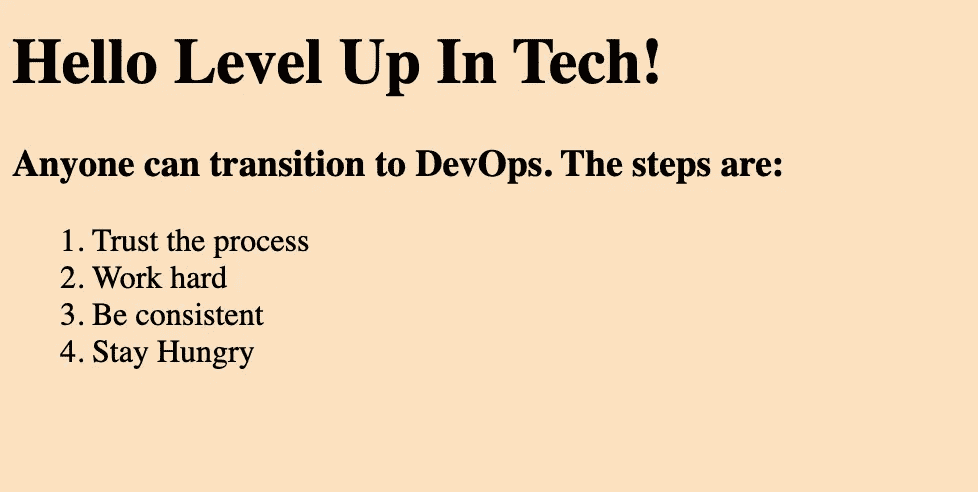 Hello Level Up In Tech!
Anyone can transition to DevOps. The steps are:
1. Trust the process
2. Work hard
3. Be consistent
4. Stay Hungry